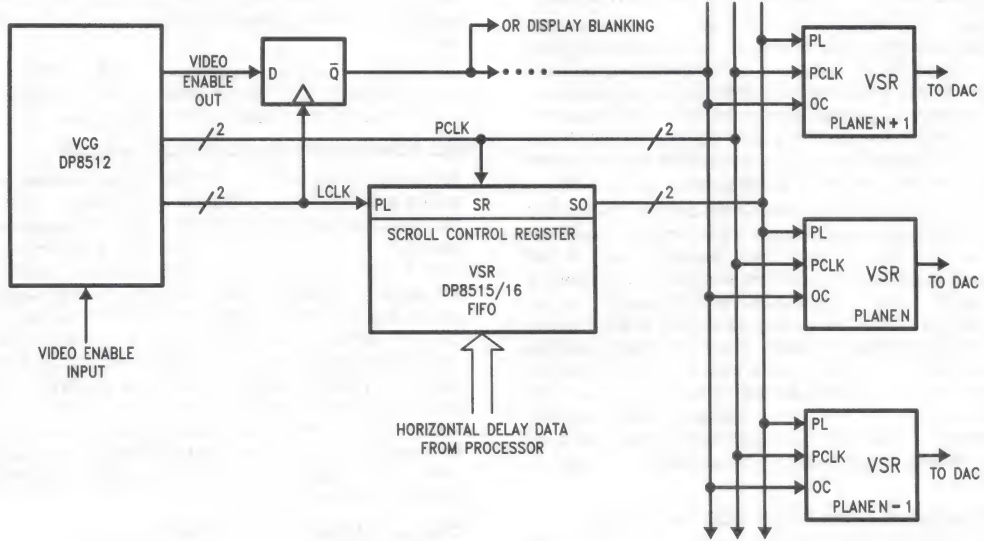 VCG
DP8512
VIDEO
ENABLE
OUT
D
Q̅
OR DISPLAY BLANKING
2
PCLK
2
2
LCLK
PL
SR
SO
2
SCROLL CONTROL REGISTER
VSR
DP8515/16
FIFO
HORIZONTAL DELAY DATA
FROM PROCESSOR
VIDEO ENABLE
INPUT
PL
PCLK
OC
VSR
PLANE N + 1
TO DAC
PL
PCLK
OC
VSR
PLANE N
TO DAC
PL
PCLK
OC
VSR
PLANE N - 1
TO DAC